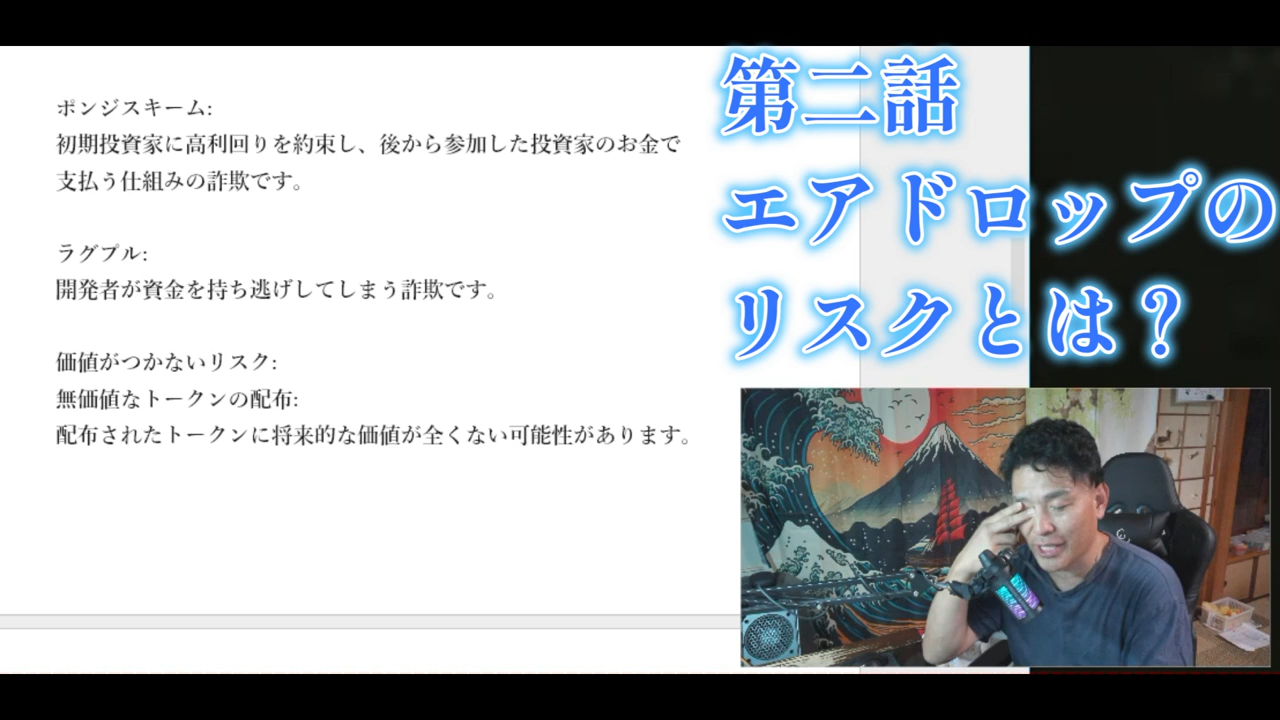 ポンジスキーム:
初期投資家に高利回りを約束し、後から参加した投資家のお金で
支払う仕組みの詐欺です。
ラグプル:
開発者が資金を持ち逃げしてしまう詐欺です。
価値がつかないリスク:
無価値なトークンの配布:
配布されたトークンに将来的な価値が全くない可能性があります。
第二話
エアドロップの
リスクとは？